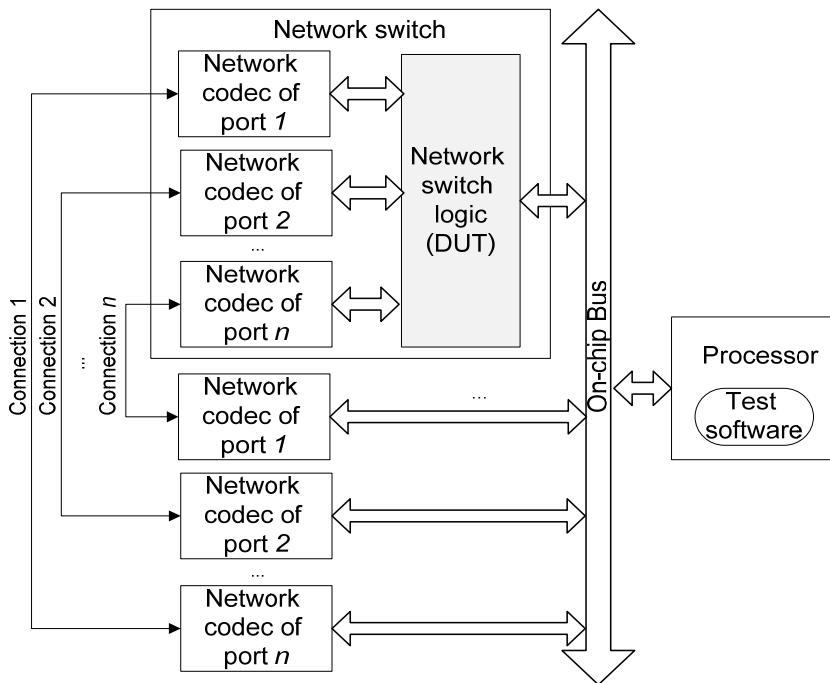 Network switch
Network
codec of
port 1
Network
codec of
port 2
...
Network
codec of
port n
Network
switch
logic
(DUT)
Connection 1
Connection 2
...
Connection n
On-chip Bus
Processor
Test
software
Network
codec of
port 1
...
Network
codec of
port 2
...
Network
codec of
port n